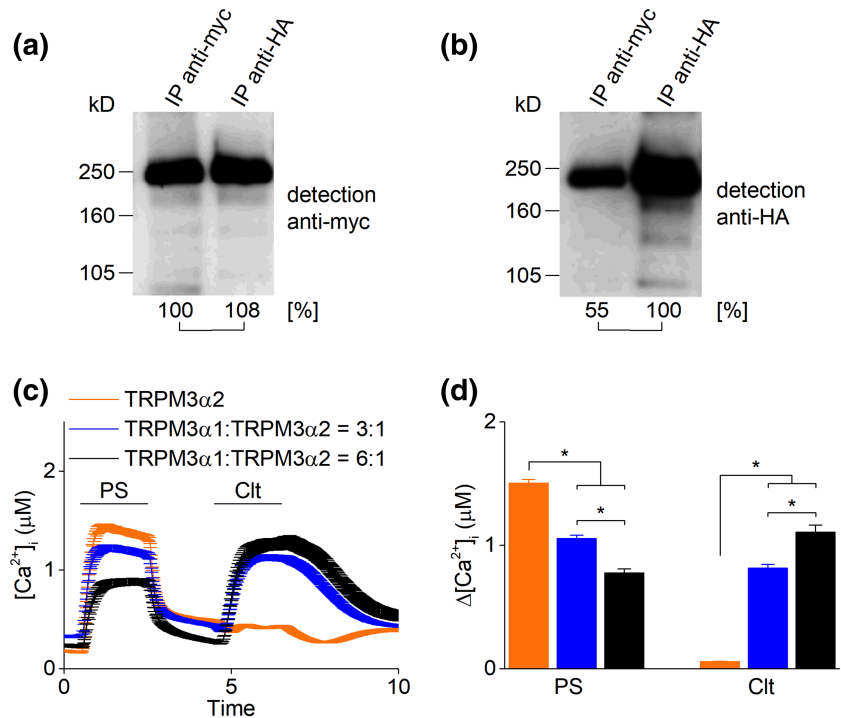 (a)
IP anti-myc
IP anti-HA
kD
250
160
105
detection
anti-myc
100 108 [%]
(b)
IP anti-myc
IP anti-HA
kD
250
160
105
detection
anti-HA
55 100 [%]
(c)
TRPM3α2
TRPM3α1:TRPM3α2 = 3:1
TRPM3α1:TRPM3α2 = 6:1
PS Clt
[Ca²⁺]ᵢ (μM)
2
1
0
0 5 10
Time
(d)
Δ[Ca²⁺]ᵢ (μM)
2
1
0
* *
* *
PS Clt